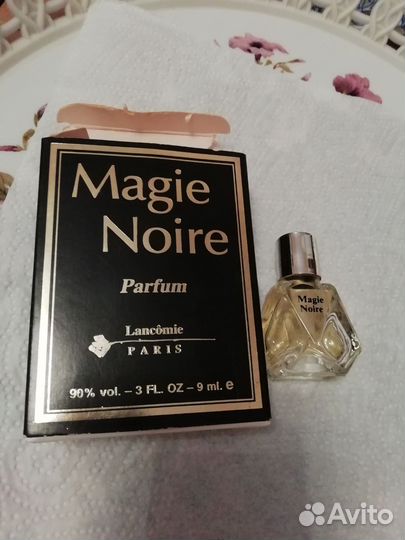 Magie
Noire
Parfum
Lancômie
PARIS
90% vol. - 3 FL. OZ - 9 ml. e
Magie
Noire
Avito